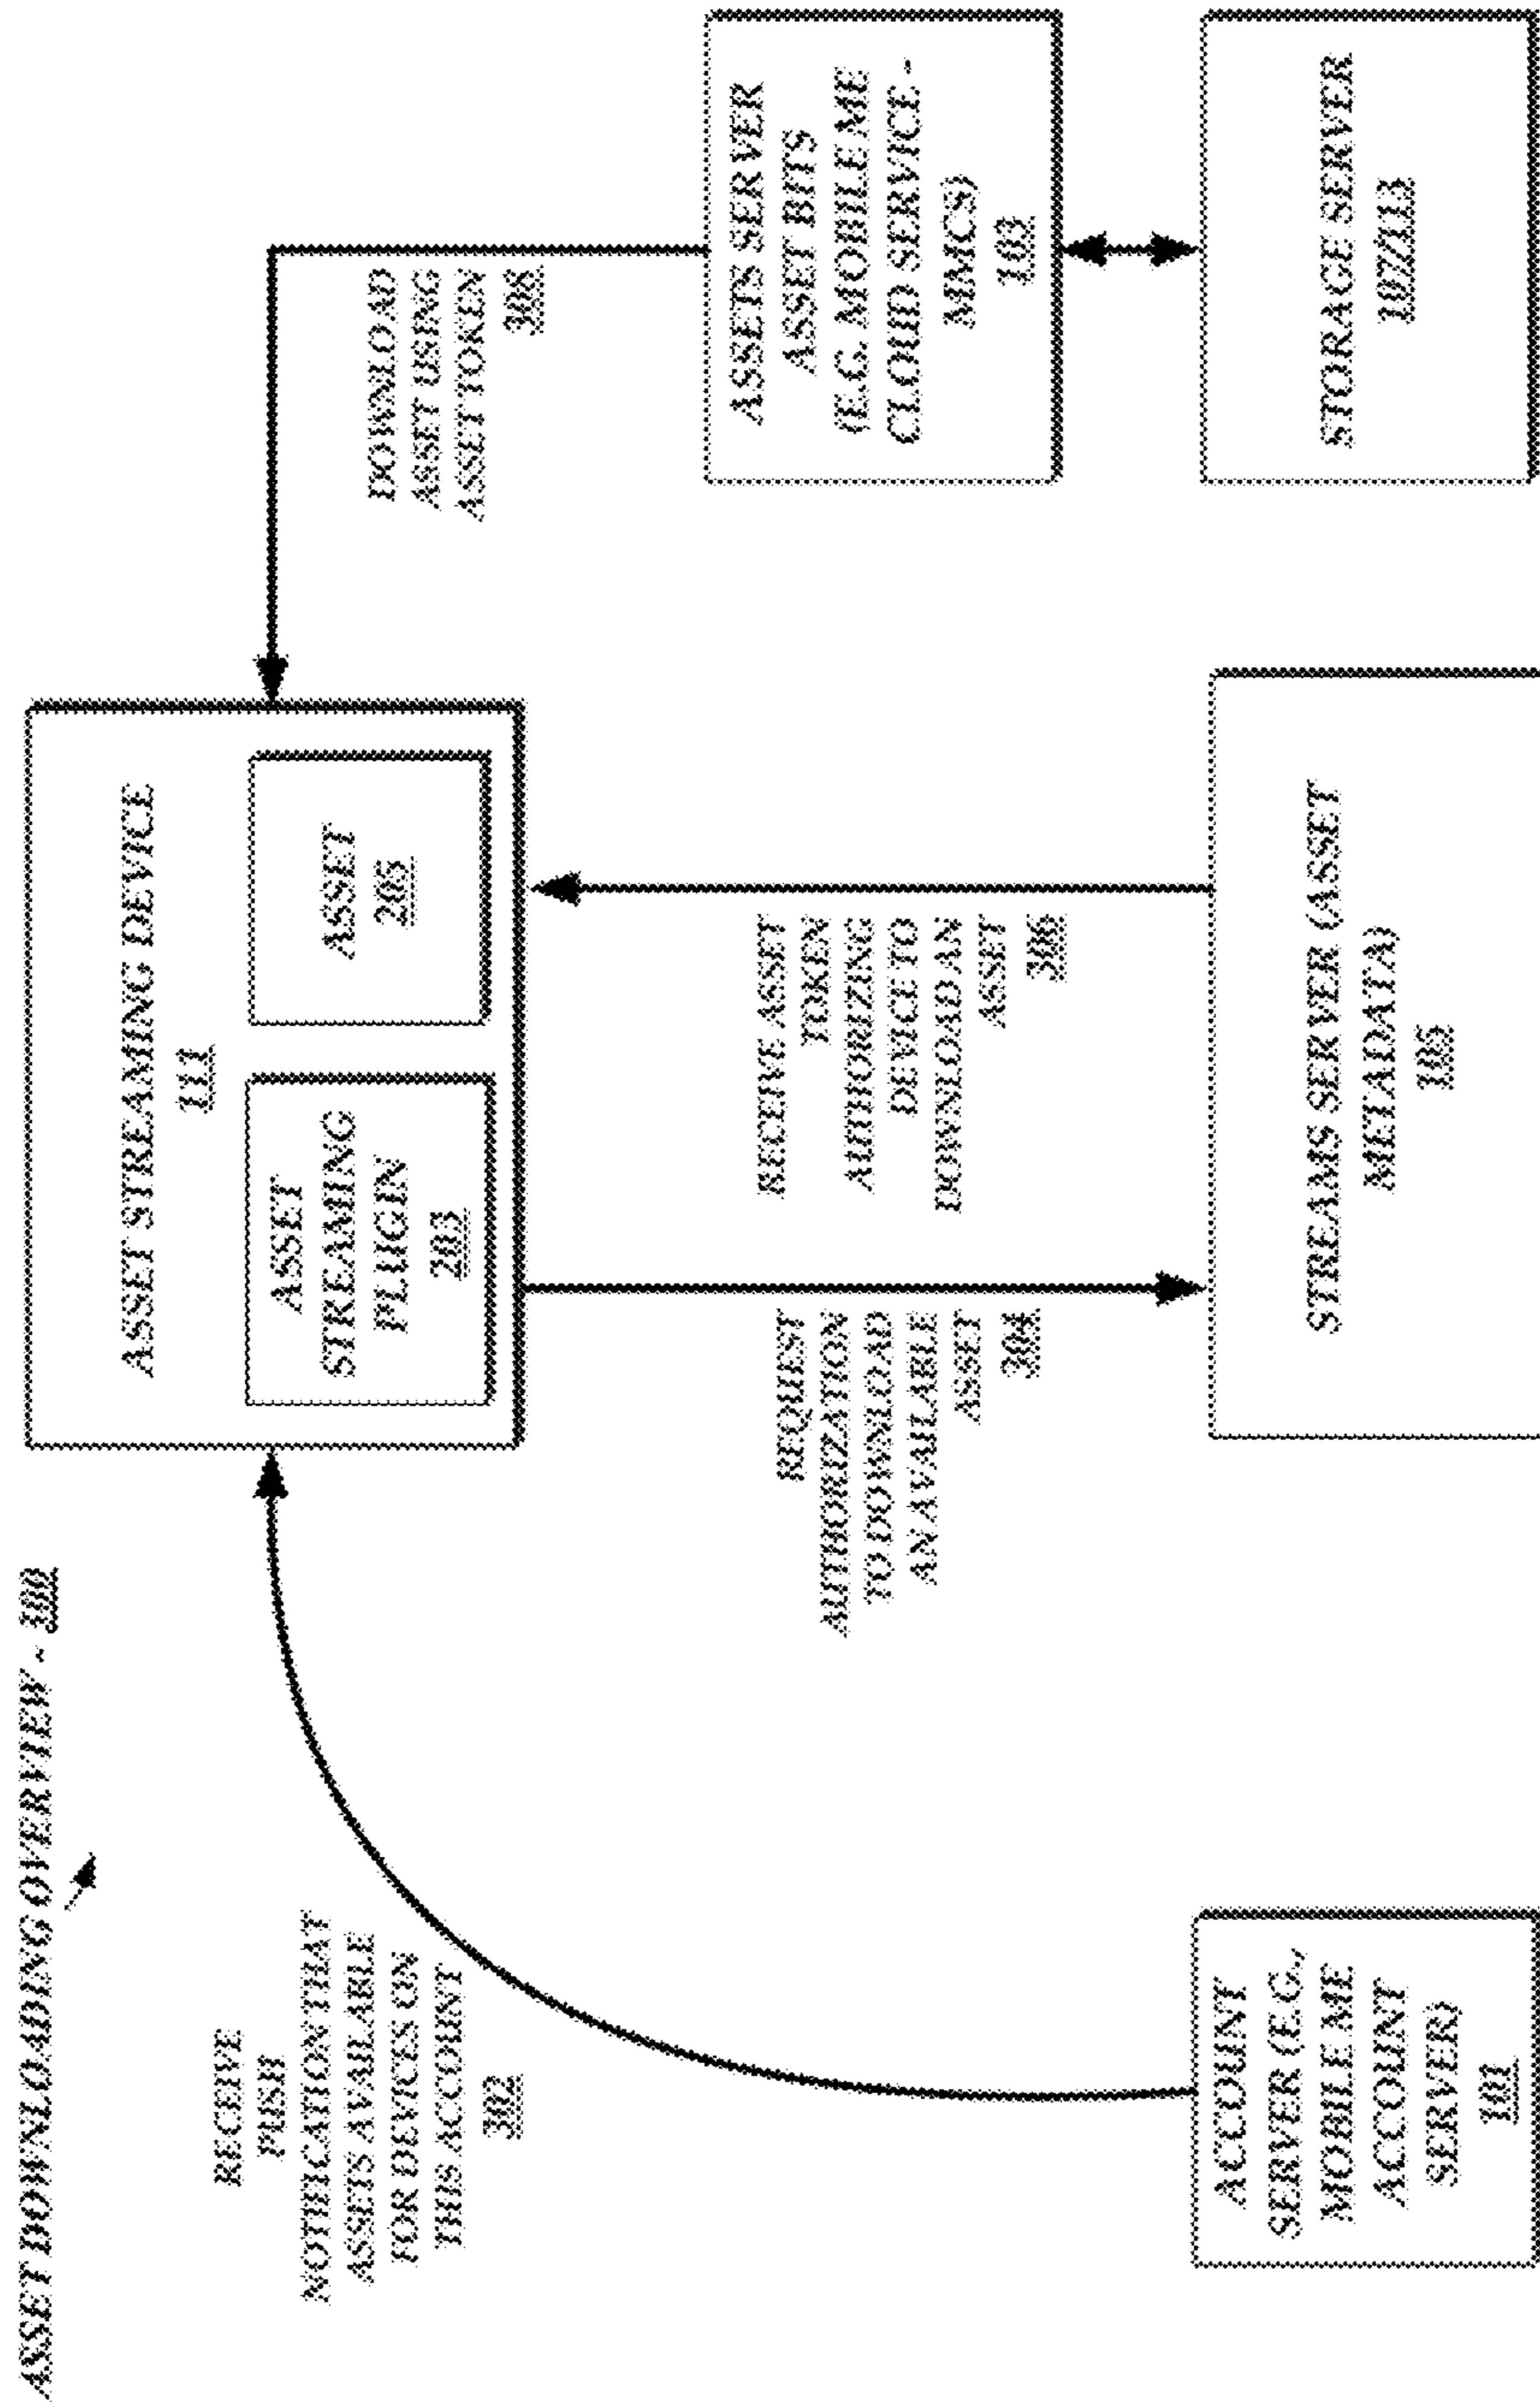 ASSET DOWNLOADING OVERVIEW - 300
RECEIVE
PUSH
NOTIFICATION THAT
ASSETS AVAILABLE
FOR DEVICES ON
THIS ACCOUNT
302
ASSET STREAMING DEVICE
111
ASSET
STREAMING
PLUGIN
203
ASSET
205
DOWNLOAD
ASSET USING
ASSET TOKEN
308
REQUEST
AUTHORIZATION
TO DOWNLOAD
AN AVAILABLE
ASSET
304
RECEIVE ASSET
TOKEN
AUTHORIZING
DEVICE TO
DOWNLOAD AN
ASSET
306
ASSETS SERVER
ASSET BITS
(E.G. MOBILE ME
CLOUD SERVICE -
MMCS)
103
ACCOUNT
SERVER (E.G.,
MOBILE ME
ACCOUNT
SERVER)
101
STREAMS SERVER (ASSET
METADATA)
105
STORAGE SERVER
107/113